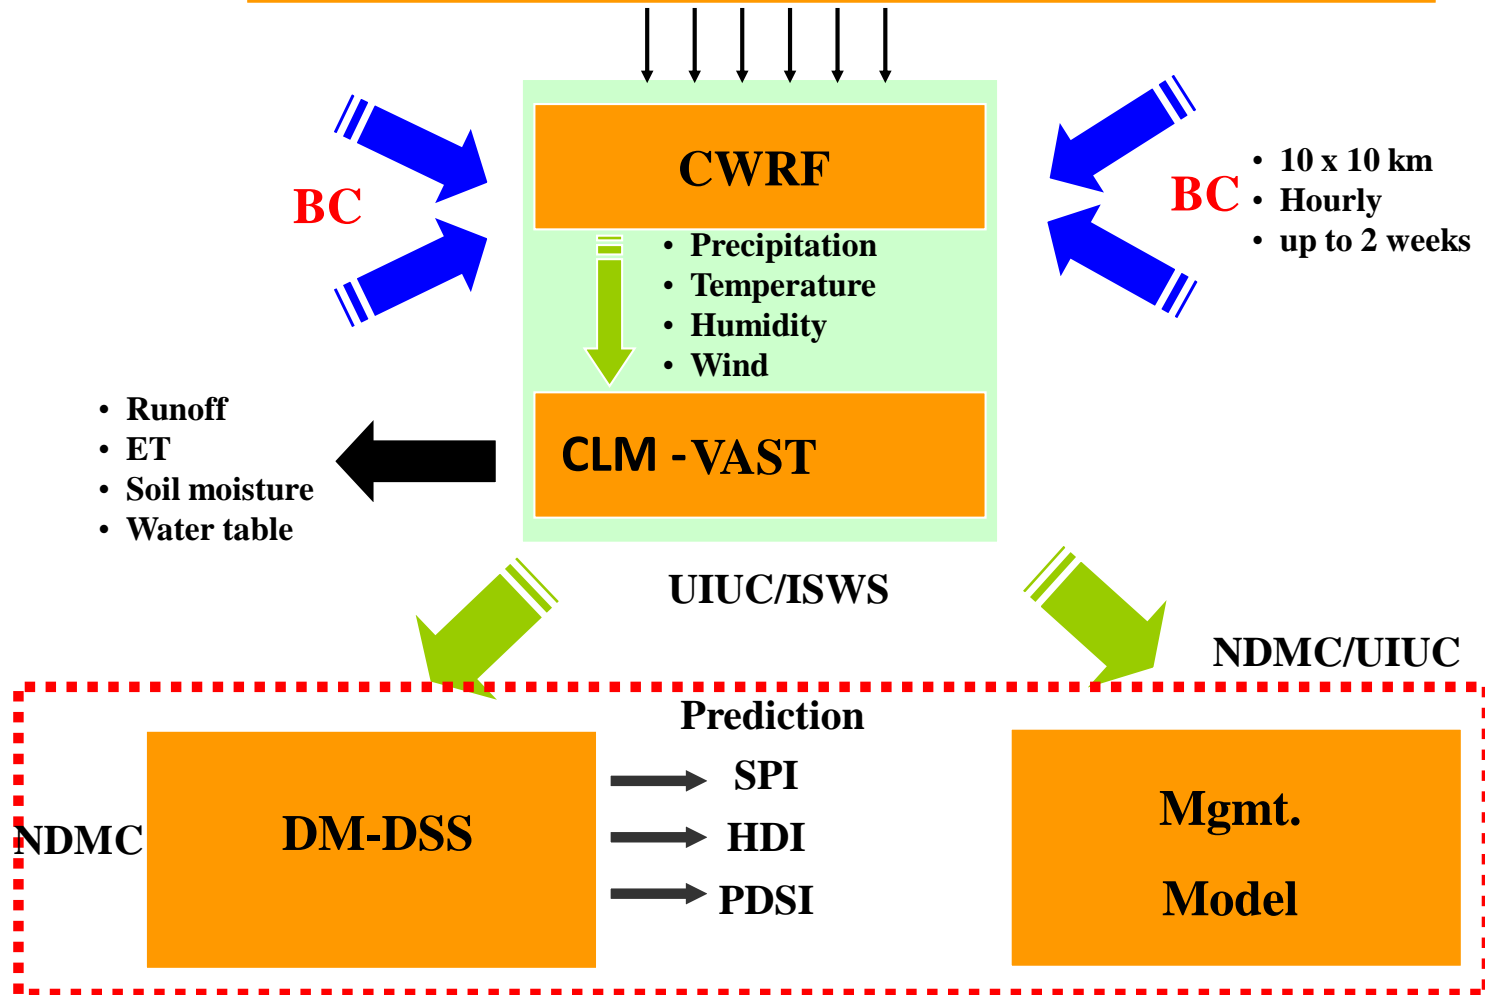 CWRF
BC
BC
• 10 x 10 km
• Hourly
• up to 2 weeks
• Precipitation
• Temperature
• Humidity
• Wind
• Runoff
• ET
• Soil moisture
• Water table
CLM - VAST
UIUC/ISWS
NDMC/UIUC
Prediction
NDMC
DM-DSS
SPI
HDI
PDSI
Mgmt.
Model